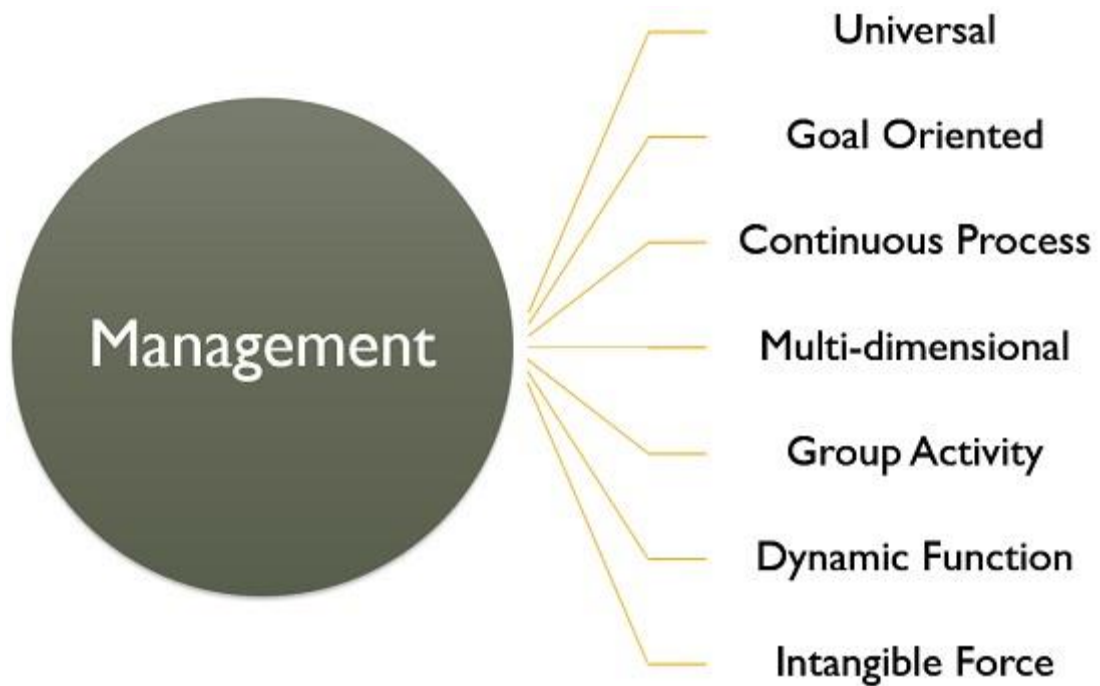 Management
Universal
Goal Oriented
Continuous Process
Multi-dimensional
Group Activity
Dynamic Function
Intangible Force